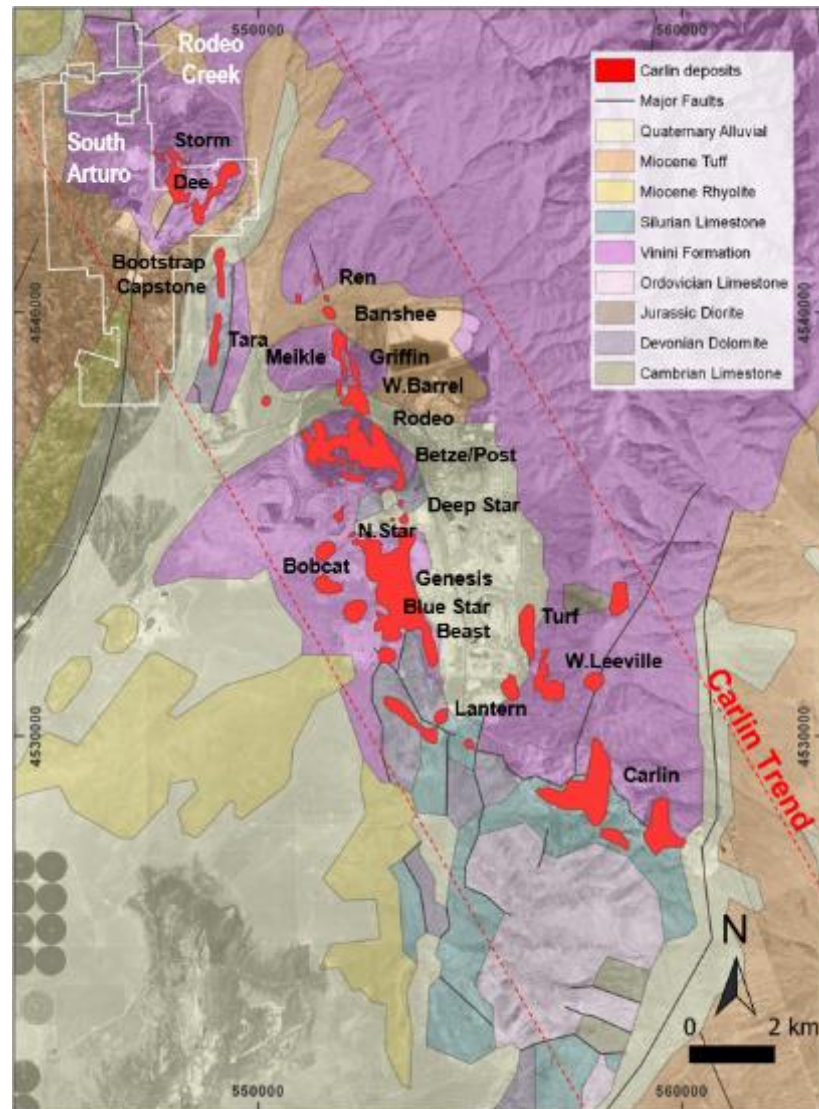 550000
560000
Rodeo
Creek
South
Arturo
Storm
Dee
Carlin deposits
Major Faults
Quaternary Alluvial
Miocene Tuff
Miocene Rhyolite
Silurian Limestone
Vinini Formation
Ordovician Limestone
Jurassic Diorite
Devonian Dolomite
Cambrian Limestone
Bootstrap
Capstone
Ren
4540000
Banshee
4540000
Tara
Meikle
Griffin
W.Barrel
Rodeo
Betze/Post
Deep Star
N.Star
Bobcat
Genesis
Blue Star
Beast
Turf
W.Leeville
Lantern
4530000
4530000
Carlin
Carlin Trend
N
0 2 km
550000
560000